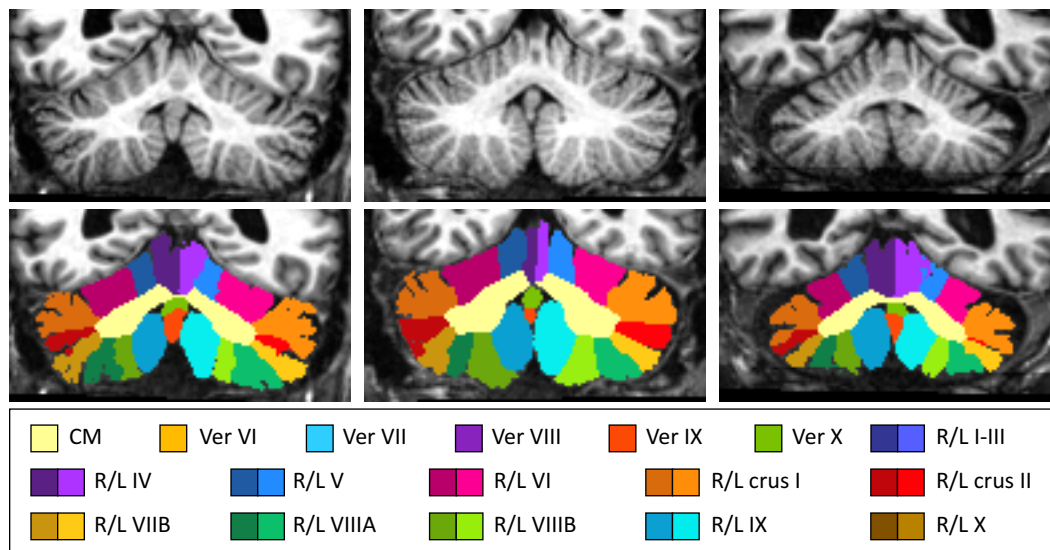 CM Ver VI Ver VII Ver VIII Ver IX Ver X R/L I-III
R/L IV R/L V R/L VI R/L crus I R/L crus II
R/L VIIB R/L VIIIA R/L VIIIB R/L IX R/L X